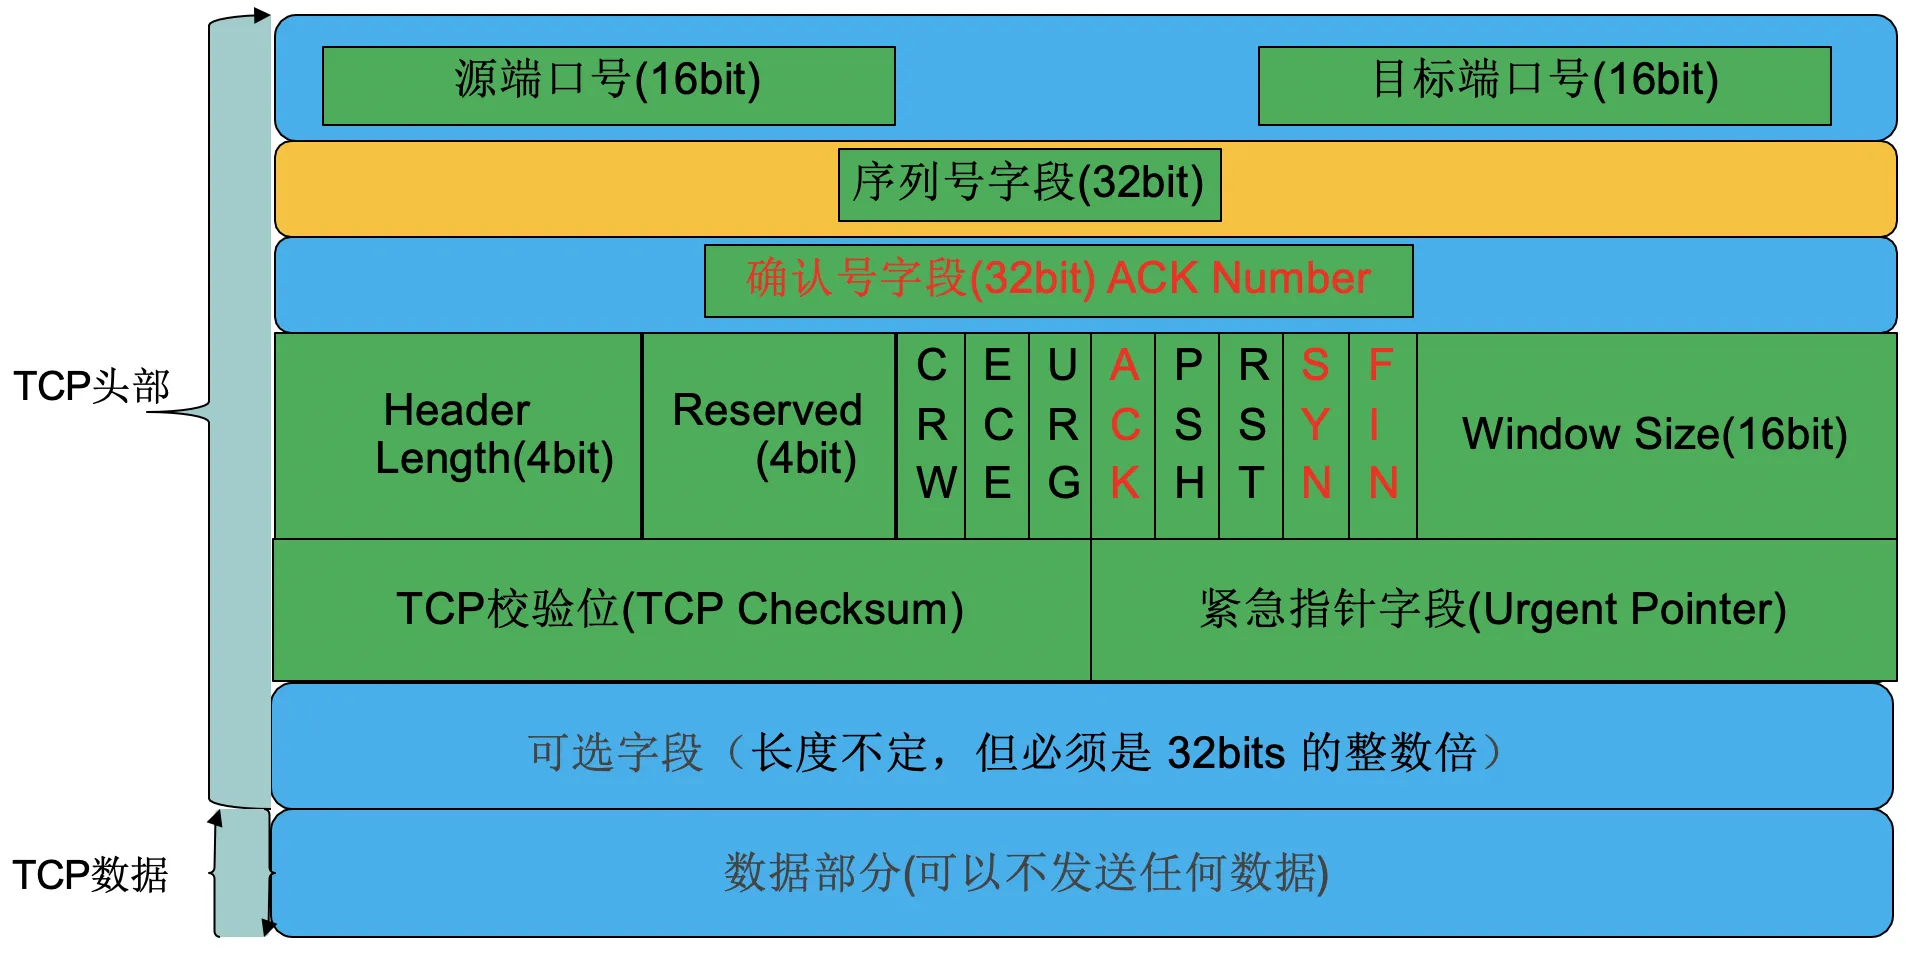 源端口号(16bit)
目标端口号(16bit)
序列号字段(32bit)
确认号字段(32bit) ACK Number
TCP头部
Header
Length(4bit)
Reserved
(4bit)
CRW
ECE
URG
ACK
PSH
RST
SYN
FIN
Window Size(16bit)
TCP校验位(TCP Checksum)
紧急指针字段(Urgent Pointer)
可选字段（长度不定，但必须是 32bits 的整数倍）
TCP数据
数据部分(可以不发送任何数据)